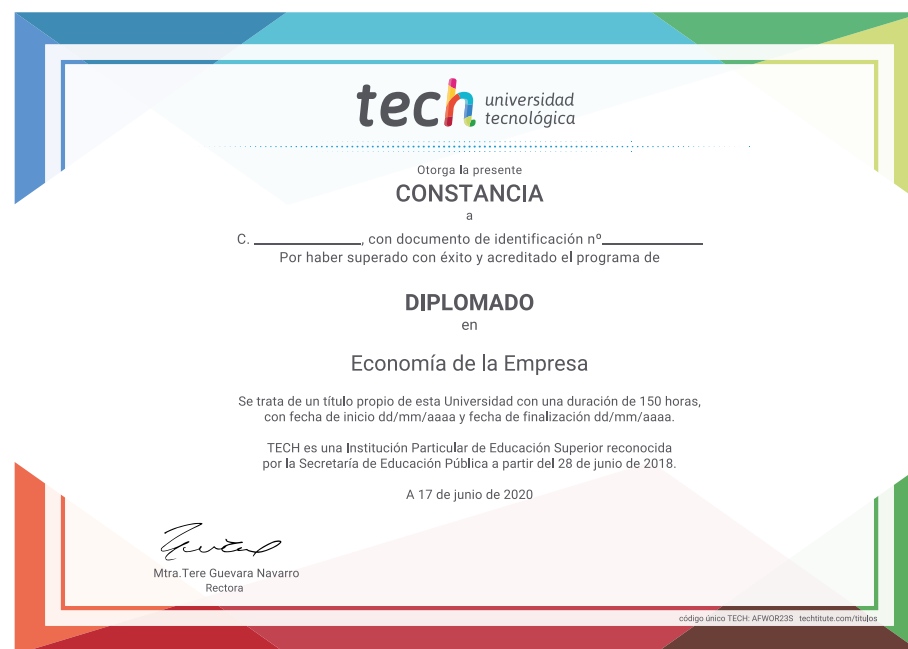 tech universidad
tecnológica
Otorga la presente
CONSTANCIA
a
C. ______________, con documento de identificación nº_____________
Por haber superado con éxito y acreditado el programa de
DIPLOMADO
en
Economía de la Empresa
Se trata de un título propio de esta Universidad con una duración de 150 horas,
con fecha de inicio dd/mm/aaaa y fecha de finalización dd/mm/aaaa.
TECH es una Institución Particular de Educación Superior reconocida
por la Secretaría de Educación Pública a partir del 28 de junio de 2018.
A 17 de junio de 2020
Mtra.Tere Guevara Navarro
Rectora
código único TECH: AFWOR23S techtitute.com/titulos